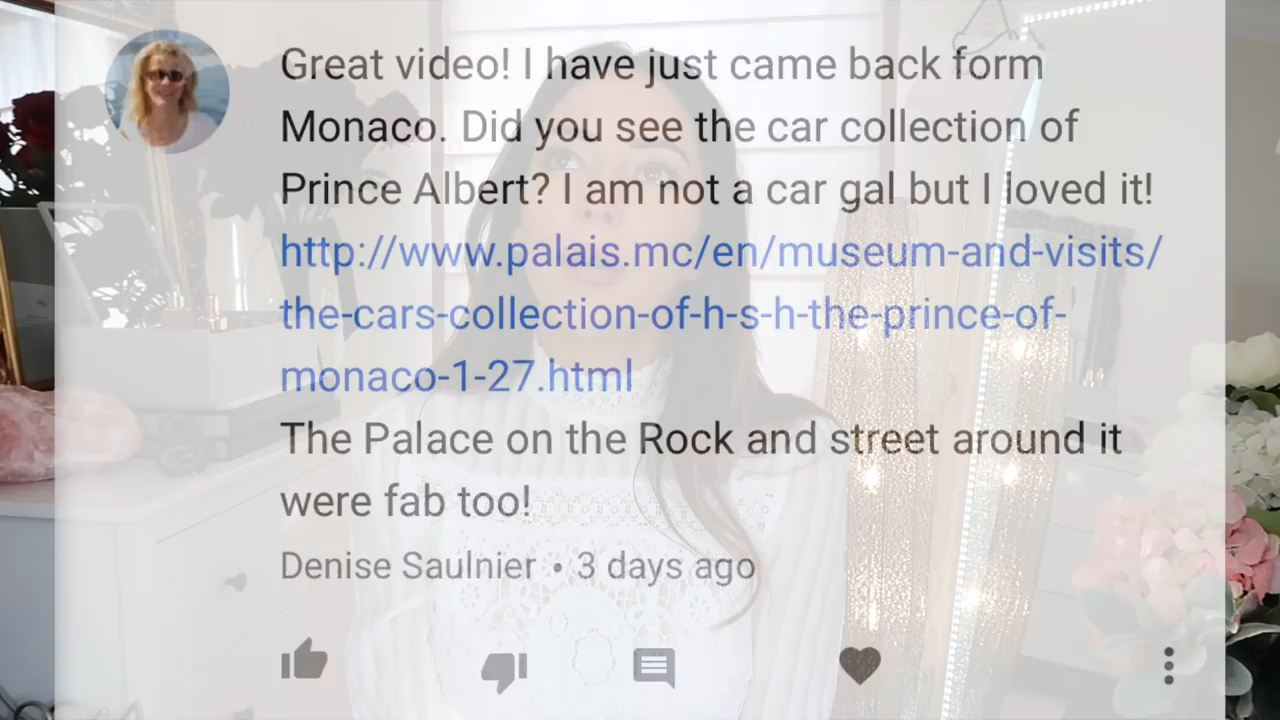 Great video! I have just came back form
Monaco. Did you see the car collection of
Prince Albert? I am not a car gal but I loved it!
http://www.palais.mc/en/museum-and-visits/
the-cars-collection-of-h-s-h-the-prince-of-
monaco-1-27.html
The Palace on the Rock and street around it
were fab too!
Denise Saulnier • 3 days ago